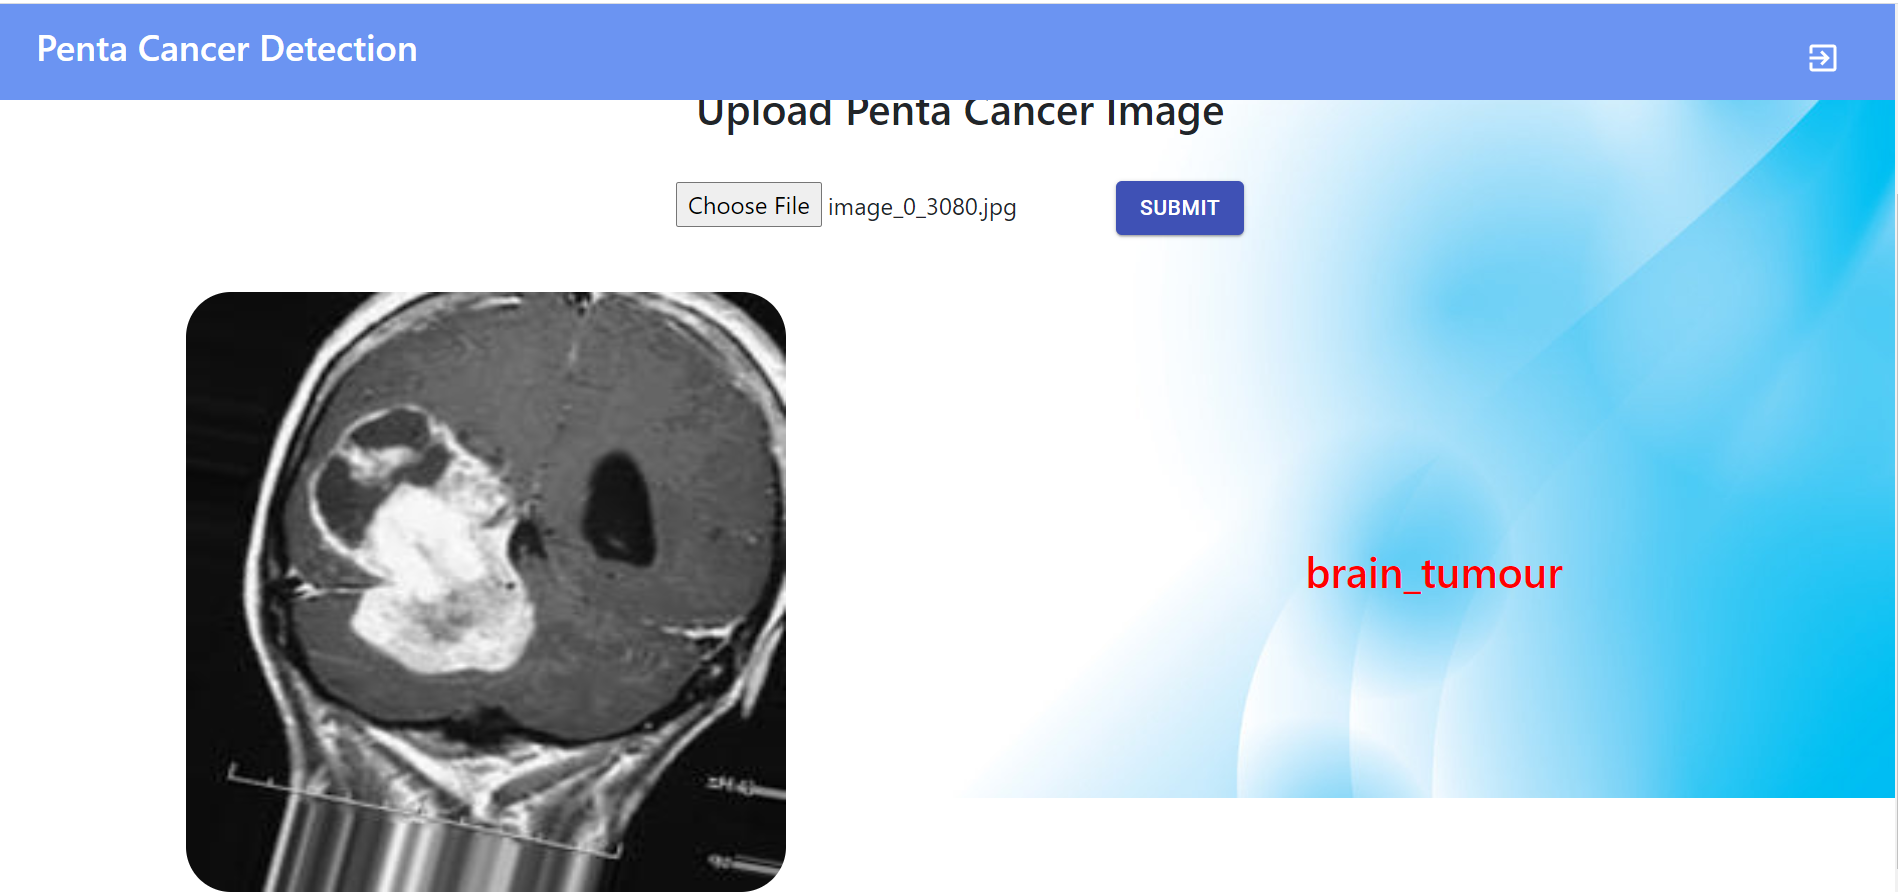 Penta Cancer Detection
Upload Penta Cancer Image
Choose File image_0_3080.jpg SUBMIT
brain_tumour